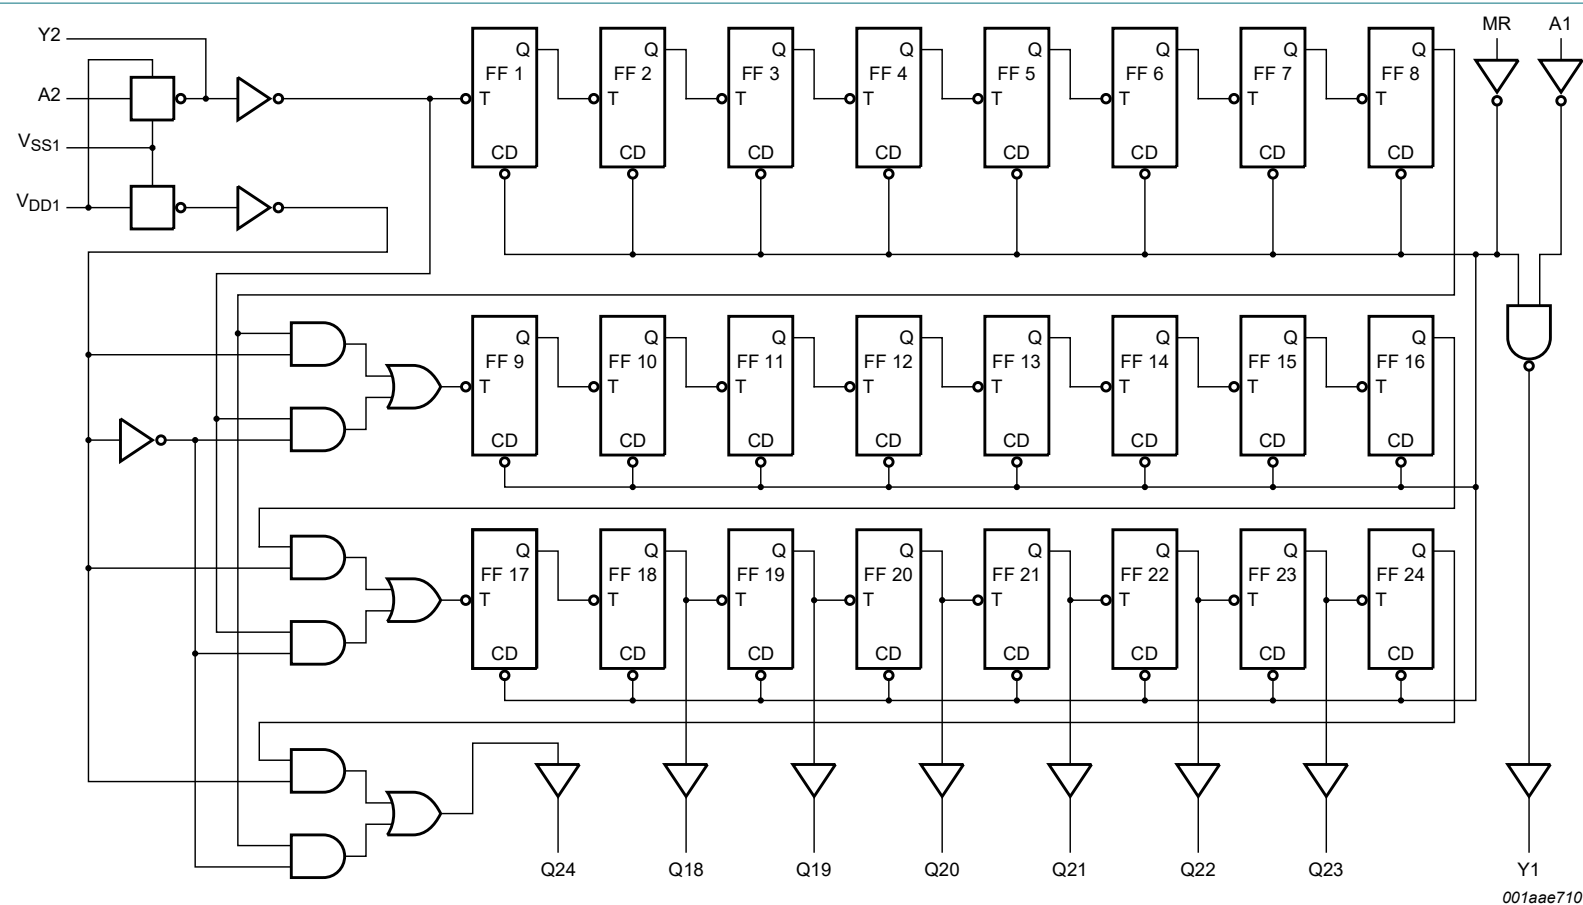 Y2
A2
VSS1
VDD1
MR
A1
Q
FF 1
T
CD
Q
FF 2
T
CD
Q
FF 3
T
CD
Q
FF 4
T
CD
Q
FF 5
T
CD
Q
FF 6
T
CD
Q
FF 7
T
CD
Q
FF 8
T
CD
Q
FF 9
T
CD
Q
FF 10
T
CD
Q
FF 11
T
CD
Q
FF 12
T
CD
Q
FF 13
T
CD
Q
FF 14
T
CD
Q
FF 15
T
CD
Q
FF 16
T
CD
Q
FF 17
T
CD
Q
FF 18
T
CD
Q
FF 19
T
CD
Q
FF 20
T
CD
Q
FF 21
T
CD
Q
FF 22
T
CD
Q
FF 23
T
CD
Q
FF 24
T
CD
Q24
Q18
Q19
Q20
Q21
Q22
Q23
Y1
001aae710